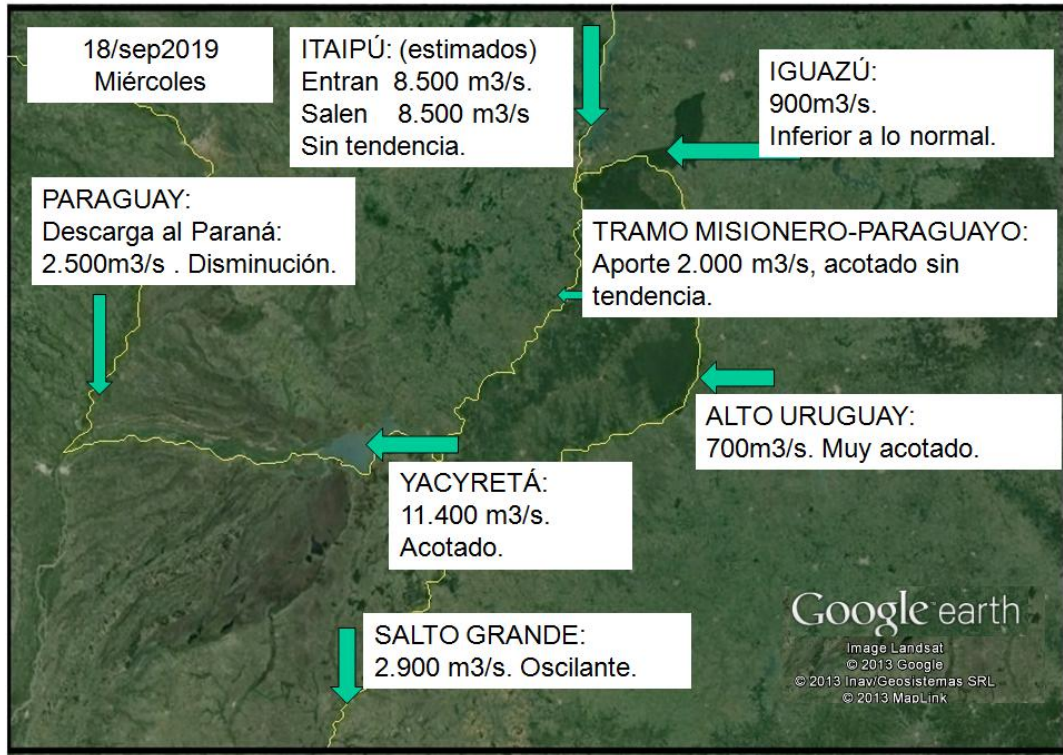 18/sep2019
Miércoles
ITAIPÚ: (estimados)
Entran 8.500 m3/s.
Salen 8.500 m3/s
Sin tendencia.
IGUAZÚ:
900m3/s.
Inferior a lo normal.
PARAGUAY:
Descarga al Paraná:
2.500m3/s . Disminución.
TRAMO MISIONERO-PARAGUAYO:
Aporte 2.000 m3/s, acotado sin
tendencia.
ALTO URUGUAY:
700m3/s. Muy acotado.
YACYRETÁ:
11.400 m3/s.
Acotado.
SALTO GRANDE:
2.900 m3/s. Oscilante.
Google earth
Image Landsat
© 2013 Google
© 2013 Inav/Geosistemas SRL
© 2013 MapLink